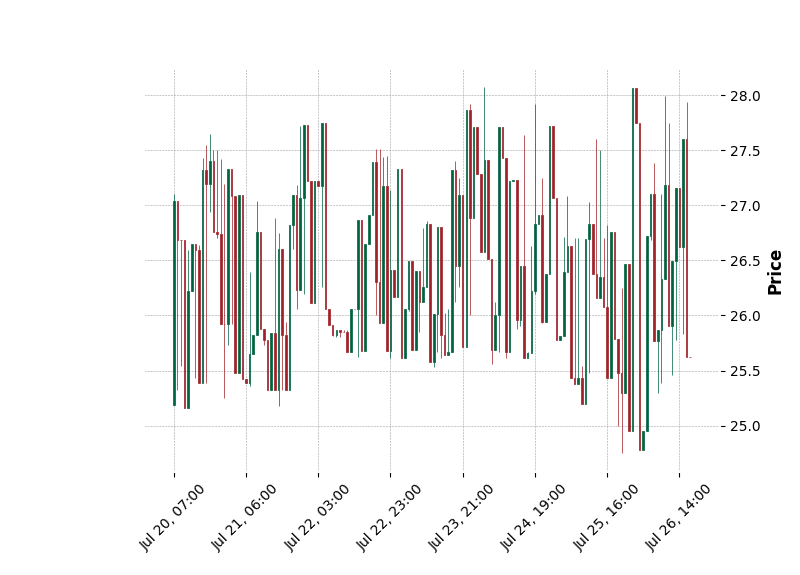 28.0
27.5
27.0
26.5
26.0
25.5
25.0
Price
Jul 20, 07:00
Jul 21, 06:00
Jul 22, 03:00
Jul 22, 23:00
Jul 23, 21:00
Jul 24, 19:00
Jul 25, 16:00
Jul 26, 14:00